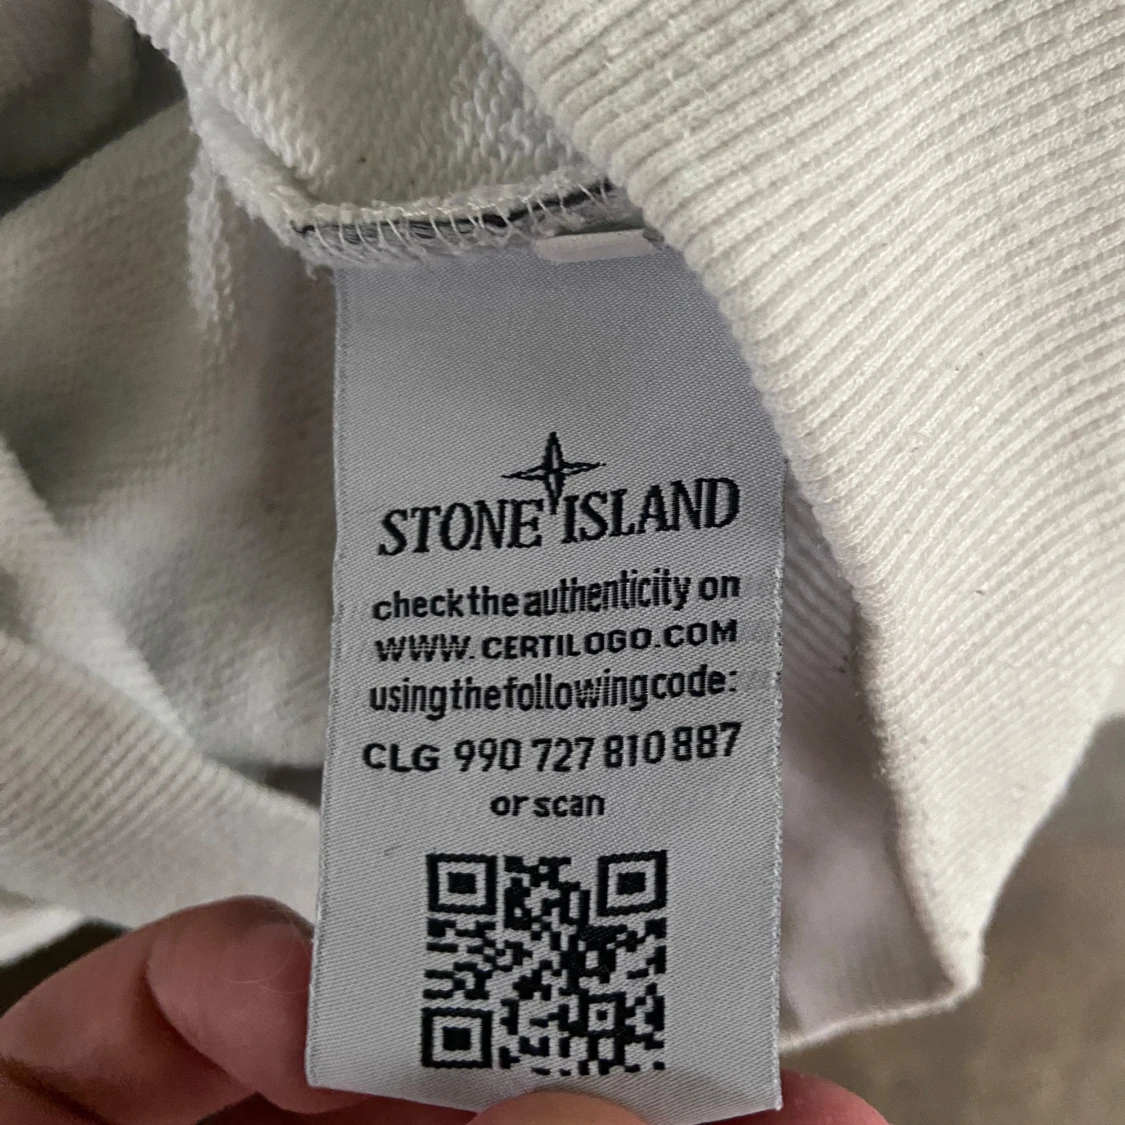 STONE ISLAND
check the authenticity on
WWW.CERTILOGO.COM
using the following code:
CLG 990 727 810 887
or scan